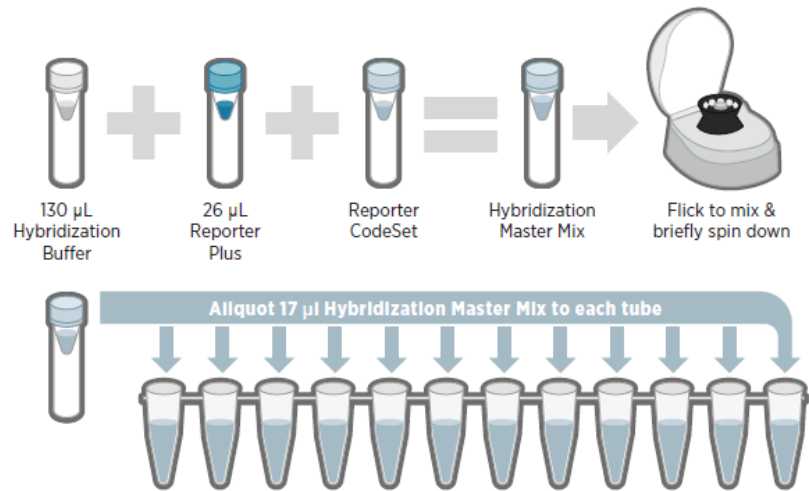 130 µL
Hybridization
Buffer
26 µL
Reporter
Plus
Reporter
CodeSet
Hybridization
Master Mix
Flick to mix &
briefly spin down
Aliquot 17 µl Hybridization Master Mix to each tube